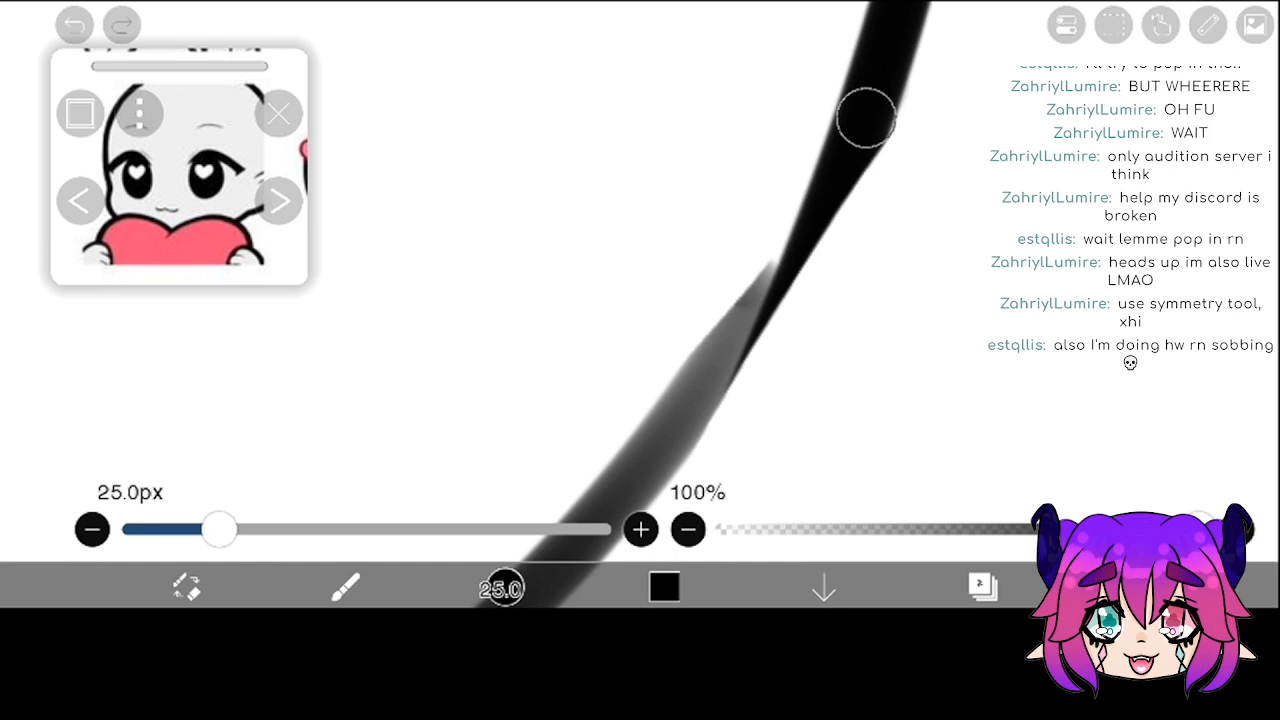 ZahriylLumire: BUT WHEERERE
ZahriylLumire: OH FU
ZahriylLumire: WAIT
ZahriylLumire: only audition server i
think
ZahriylLumire: help my discord is
broken
estqllis: wait lemme pop in rn
ZahriylLumire: heads up im also live
LMAO
ZahriylLumire: use symmetry tool,
xhi
estqllis: also I'm doing hw rn sobbing
💀
25.0px
100%
25.0
2